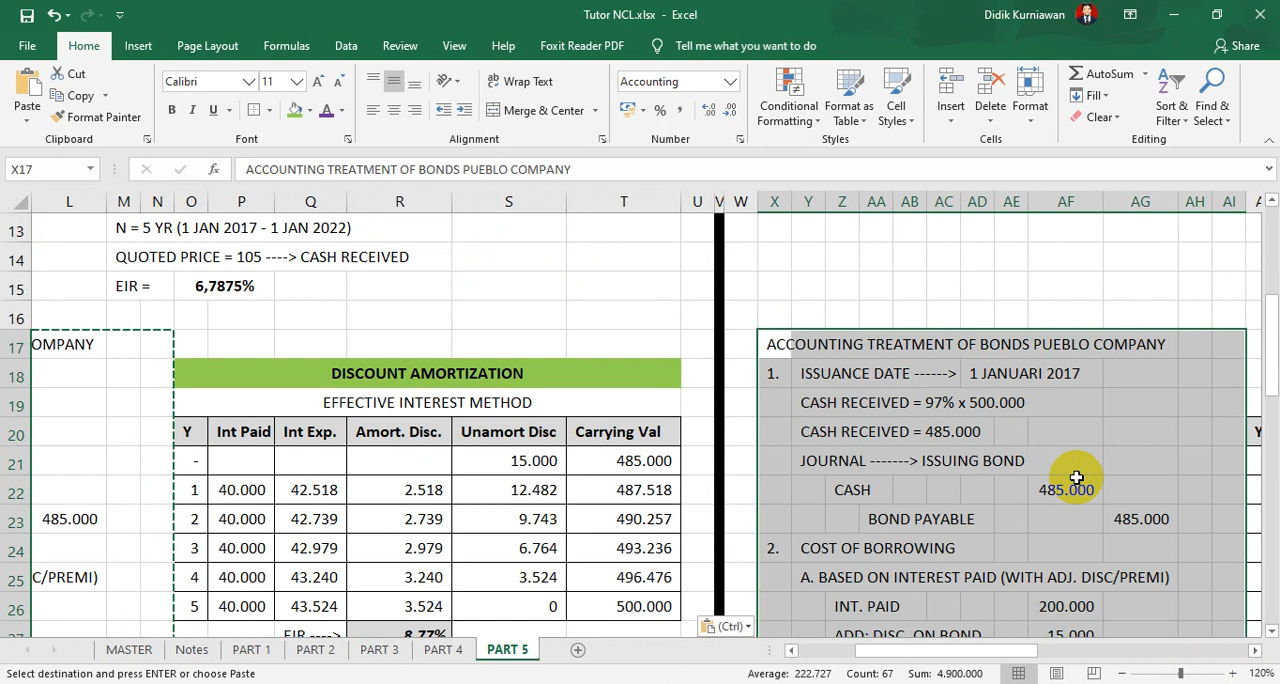 Tutor NCL.xlsx - Excel
Didik Kurniawan
File Home Insert Page Layout Formulas Data Review View Help Foxit Reader PDF Tell me what you want to do Share
Paste Cut Copy Format Painter
Clipboard
Calibri 11 A A
B I U A
Font
ab Wrap Text
Merge & Center
Alignment
Accounting
% ,
Number
Conditional Formatting Format as Table Cell Styles
Styles
Insert Delete Format
Cells
AutoSum Fill Clear
Sort & Filter Find & Select
Editing
X17 fx ACCOUNTING TREATMENT OF BONDS PUEBLO COMPANY
L M N O P Q R S T U V W X Y Z AA AB AC AD AE AF AG AH AI
13 N = 5 YR (1 JAN 2017 - 1 JAN 2022)
14 QUOTED PRICE = 105 ----> CASH RECEIVED
15 EIR = 6,7875%
16
17 OMPANY ACCOUNTING TREATMENT OF BONDS PUEBLO COMPANY
18 DISCOUNT AMORTIZATION 1. ISSUANCE DATE ------> 1 JANUARI 2017
19 EFFECTIVE INTEREST METHOD CASH RECEIVED = 97% x 500.000
20 Y Int Paid Int Exp. Amort. Disc. Unamort Disc Carrying Val CASH RECEIVED = 485.000 Y
21 - 15.000 485.000 JOURNAL -------> ISSUING BOND
22 1 40.000 42.518 2.518 12.482 487.518 CASH 485.000
23 485.000 2 40.000 42.739 2.739 9.743 490.257 BOND PAYABLE 485.000
24 3 40.000 42.979 2.979 6.764 493.236 2. COST OF BORROWING
25 C/PREMI) 4 40.000 43.240 3.240 3.524 496.476 A. BASED ON INTEREST PAID (WITH ADJ. DISC/PREMI)
26 5 40.000 43.524 3.524 0 500.000 INT. PAID 200.000
27 EIR ----> 8,77% ADD: DISC. ON BOND 15.000
(Ctrl)
MASTER Notes PART 1 PART 2 PART 3 PART 4 PART 5
Select destination and press ENTER or choose Paste Average: 222.727 Count: 67 Sum: 4.900.000 120%